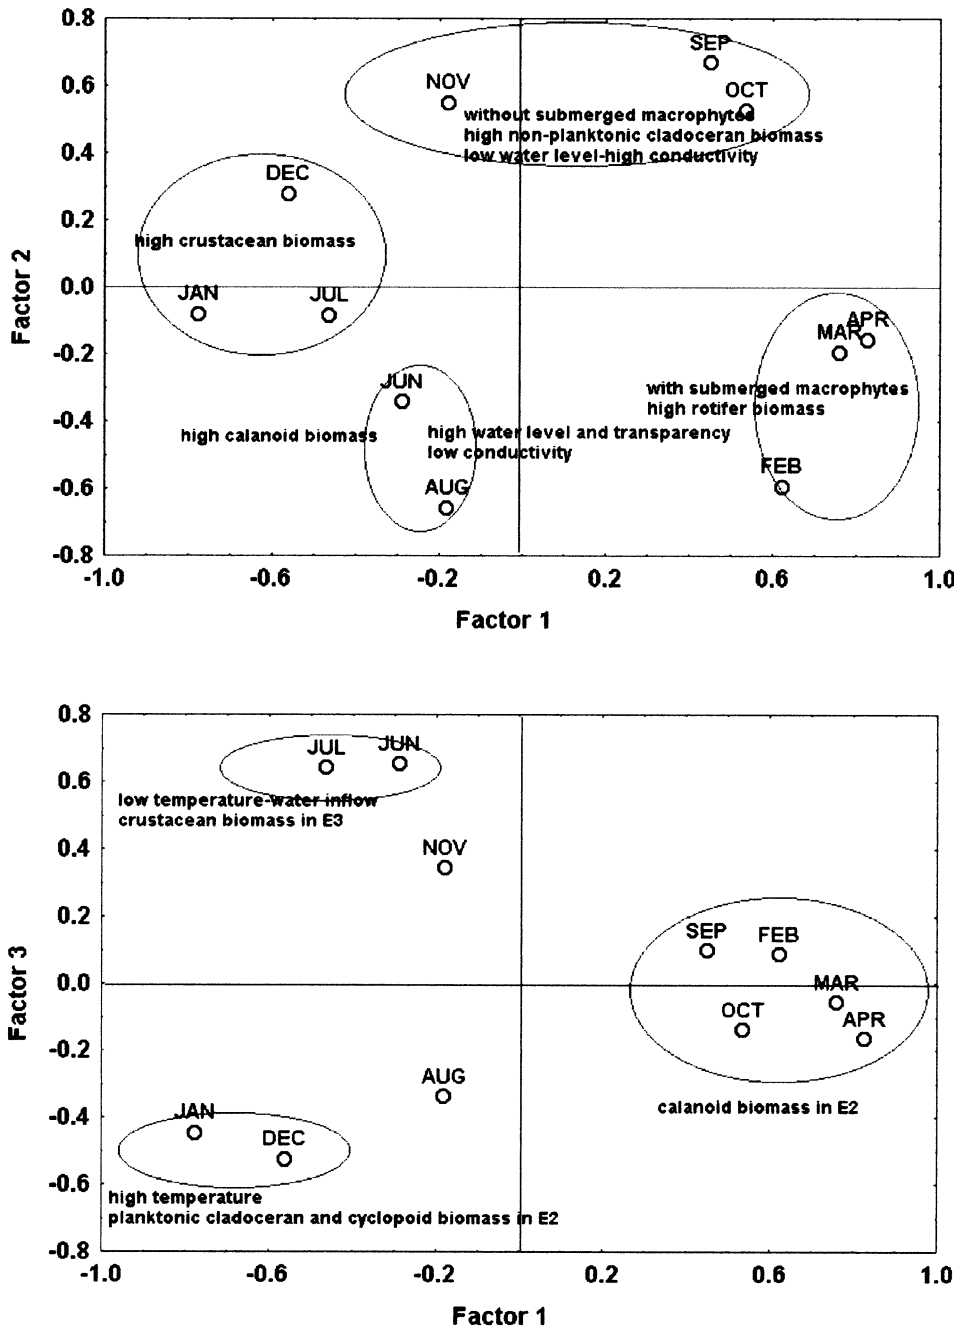 0.8
SEP
NOV
OCT
0.6
without submerged macrophytes
high non-planktonic cladoceran biomass
0.4
low water level-high conductivity
DEC
0.2
high crustacean biomass
0.0
JAN
JUL
APR
MAR
-0.2
JUN
with submerged macrophytes
high rotifer biomass
-0.4
high calanoid biomass
high water level and transparency
low conductivity
FEB
AUG
-0.6
-0.8
-1.0
-0.6
-0.2
0.2
0.6
1.0
Factor 2
Factor 1
0.8
JUL
JUN
0.6
low temperature-water inflow
crustacean biomass in E3
0.4
NOV
0.2
SEP
FEB
0.0
MAR
OCT
APR
-0.2
AUG
-0.4
JAN
calanoid biomass in E2
DEC
-0.6
high temperature
planktonic cladoceran and cyclopoid biomass in E2
-0.8
-1.0
-0.6
-0.2
0.2
0.6
1.0
Factor 3
Factor 1